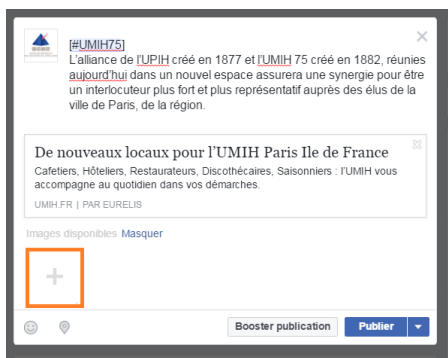 [#UMIH75]
L'alliance de l'UPIH créé en 1877 et l'UMIH 75 créé en 1882, réunies
aujourd'hui dans un nouvel espace assurera une synergie pour être
un interlocuteur plus fort et plus représentatif auprès des élus de la
ville de Paris, de la région.
De nouveaux locaux pour l'UMIH Paris Ile de France
Cafetiers, Hôteliers, Restaurateurs, Discothécaires, Saisonniers : l'UMIH vous
accompagne au quotidien dans vos démarches.
UMIH.FR | PAR EURELIS
Images disponibles Masquer
Booster publication Publier